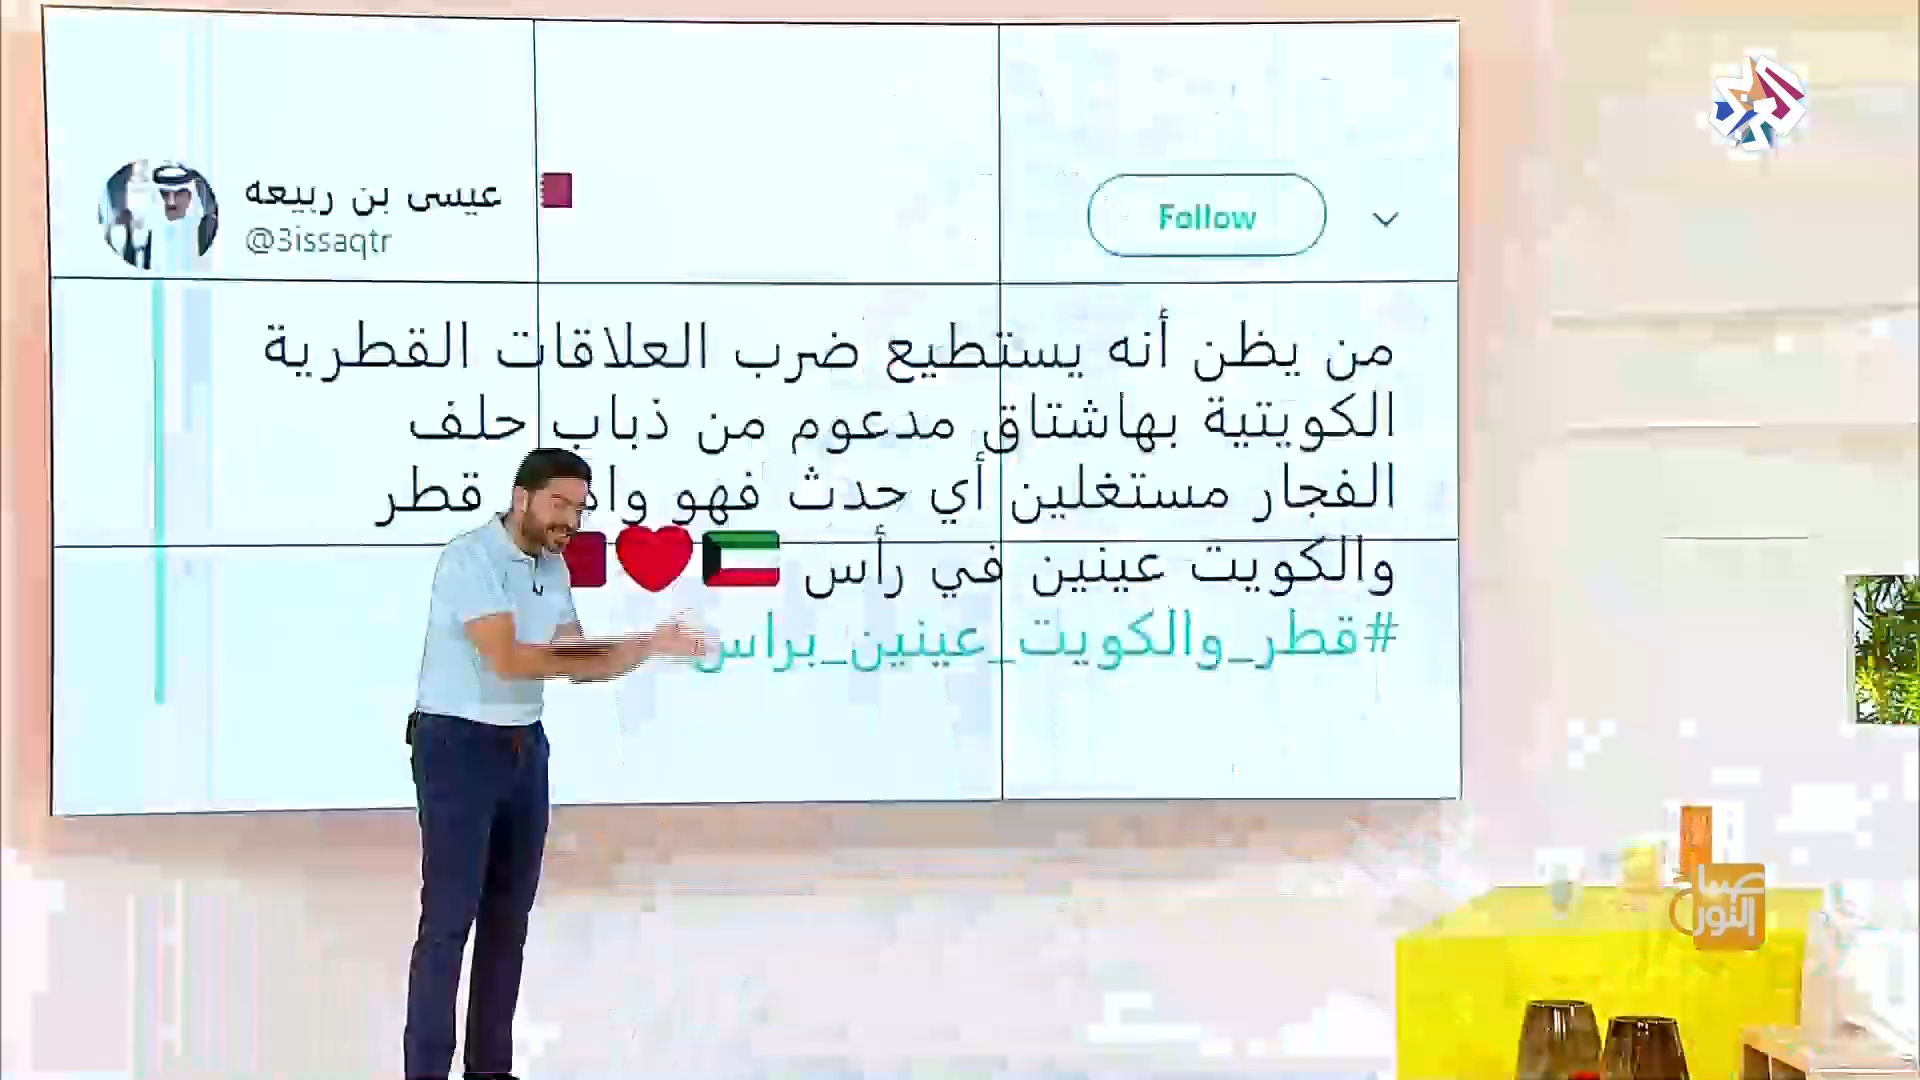 عيسى بن ربيعه
@3issaqtr
Follow
من يظن أنه يستطيع ضرب العلاقات القطرية
الكويتية بهاشتاق مدعوم من ذباب حلف
الفجار مستغلين أي حدث فهو قطر
والكويت عينين في رأس
#قطر_والكويت_عينين_براس
صباح
النور